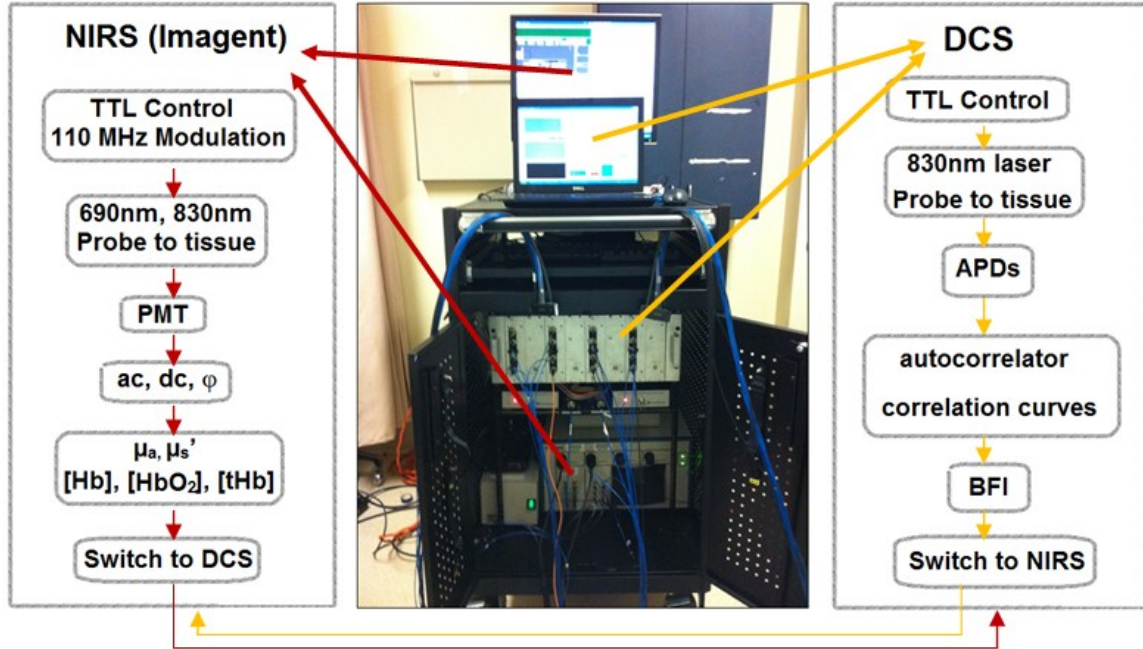 NIRS (Imagent)
TTL Control
110 MHz Modulation
690nm, 830nm
Probe to tissue
PMT
ac, dc, φ
μa, μs’
[Hb], [HbO2], [tHb]
Switch to DCS
DELL
DCS
TTL Control
830nm laser
Probe to tissue
APDs
autocorrelator
correlation curves
BFI
Switch to NIRS